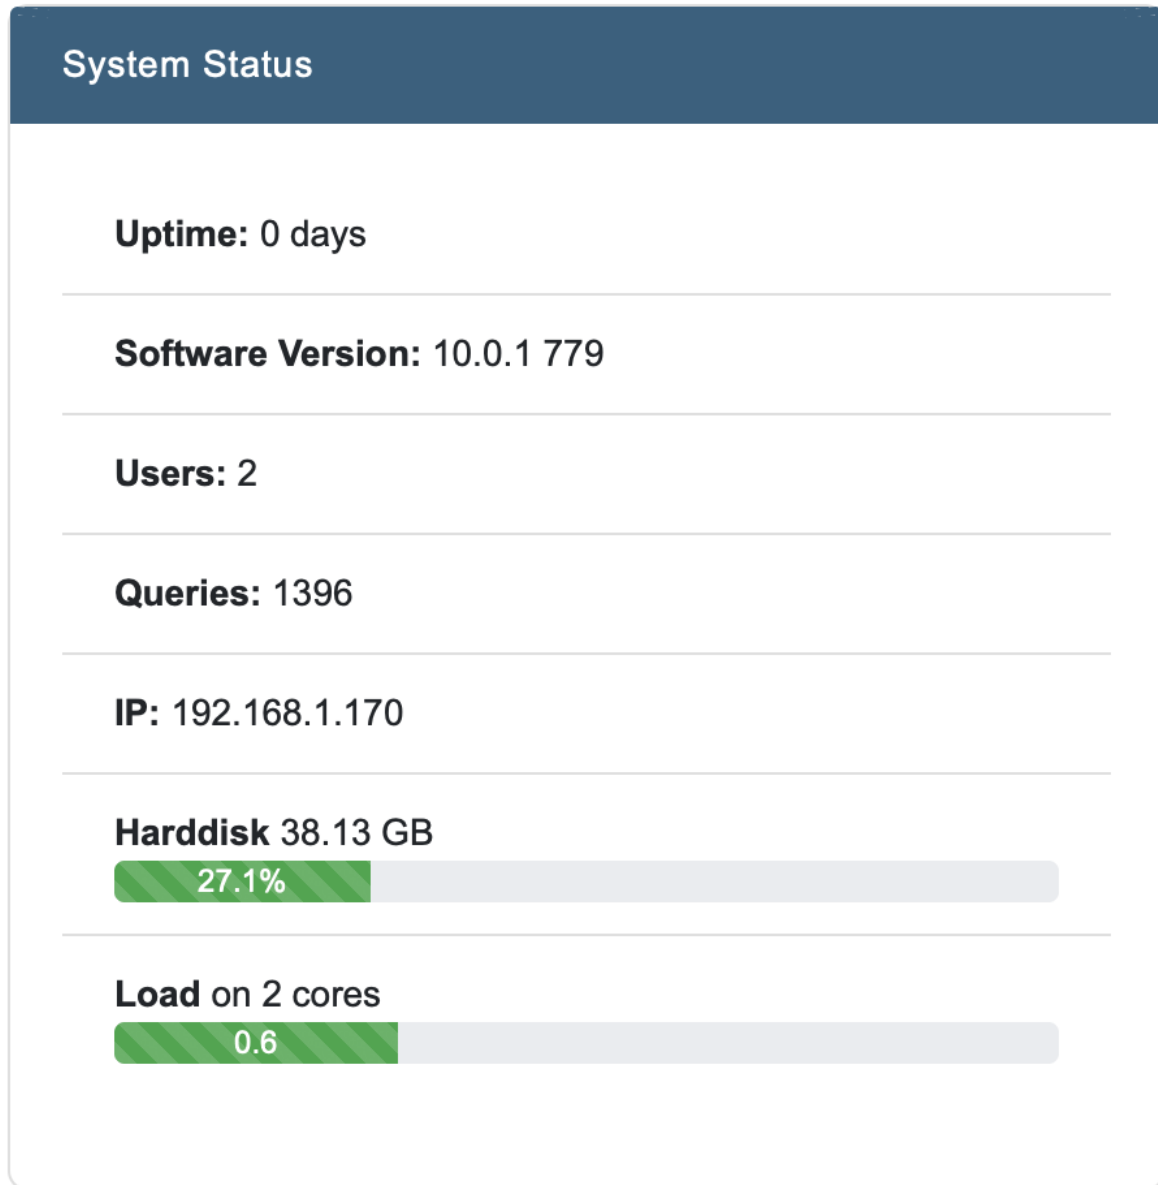 System Status
Uptime: 0 days
Software Version: 10.0.1 779
Users: 2
Queries: 1396
IP: 192.168.1.170
Harddisk 38.13 GB
27.1%
Load on 2 cores
0.6